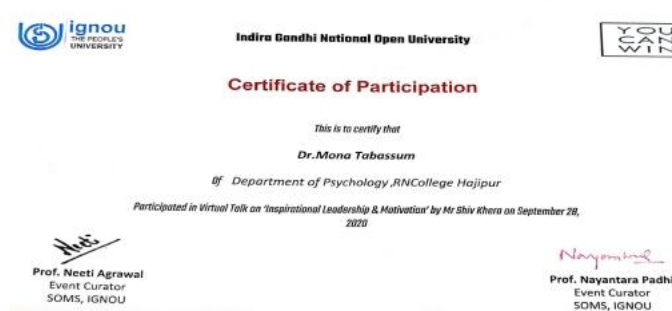 ignou
THE PEOPLE'S
UNIVERSITY
Indira Gandhi National Open University
YOU
CAN
WIN
Certificate of Participation
This is to certify that
Dr.Mona Tabassum
Of Department of Psychology ,RNCollege Hajipur
Participated in Virtual Talk on 'Inspirational Leadership & Motivation' by Mr Shiv Khera on September 28,
2020
Neeti
Prof. Neeti Agrawal
Event Curator
SOMS, IGNOU
Prof. Nayantara Padhi
Event Curator
SOMS, IGNOU